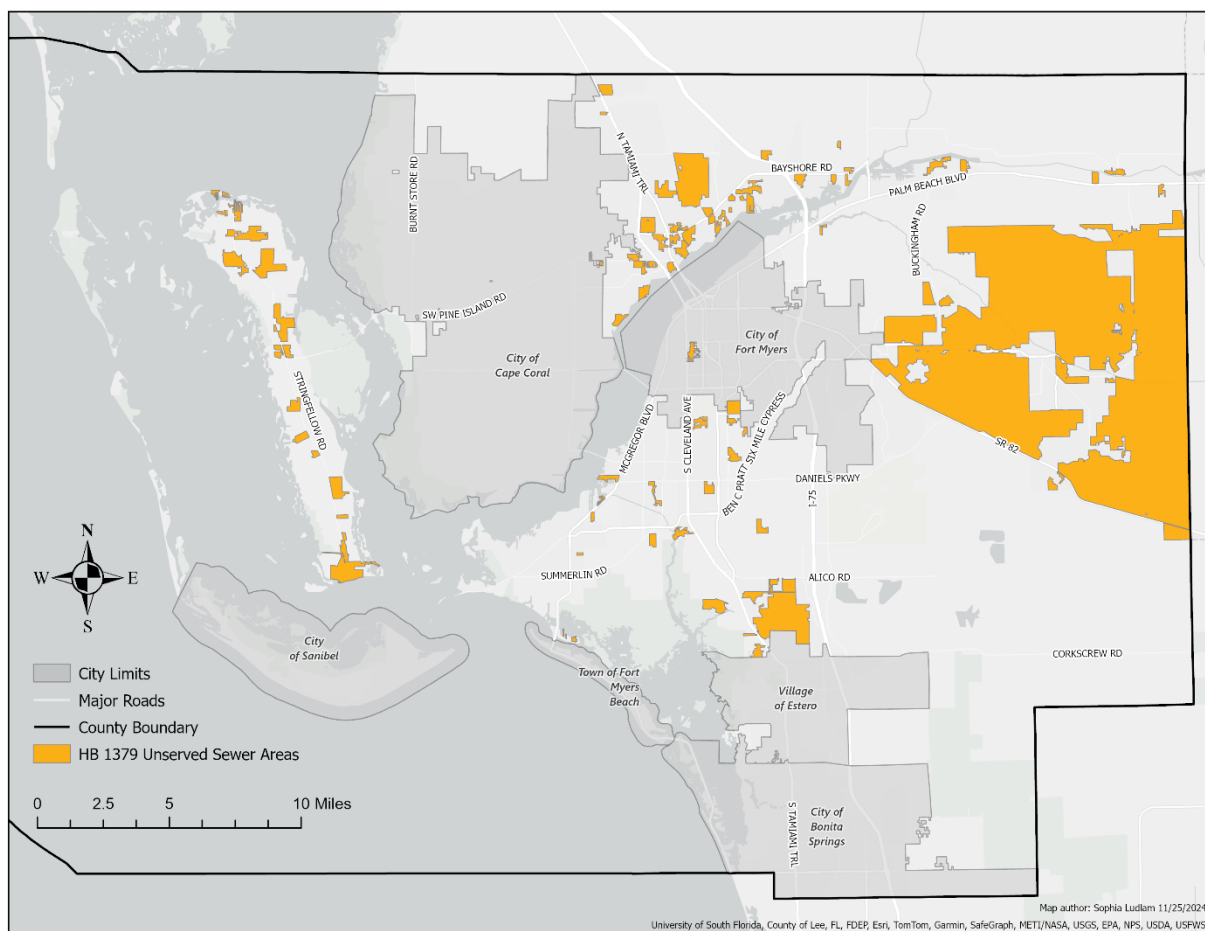 N TAMIAMI TRL
BAYSHORE RD
BURNT STORE RD
PALM BEACH BLVD
BUCKINGHAM RD
SW PINE ISLAND RD
City of
Cape Coral
City of
Fort Myers
STRINGFELLOW RD
MCGREGOR BLVD
S CLEVELAND AVE
BEN C PRATT SIX MILE CYPRESS
SR 82
DANIELS PKWY
I-75
N
W
E
S
SUMMERLIN RD
ALICO RD
City
of Sanibel
Town of Fort
Myers
Beach
CORKSCREW RD
Village
of Estero
City Limits
Major Roads
County Boundary
HB 1379 Unserved Sewer Areas
0 2.5 5 10 Miles
S TAMIAMI TRL
City of
Bonita
Springs
Map author: Sophia Ludlam 11/25/2024
University of South Florida, County of Lee, FL, FDEP, Esri, TomTom, Garmin, SafeGraph, METI/NASA, USGS, EPA, NPS, USDA, USFWS